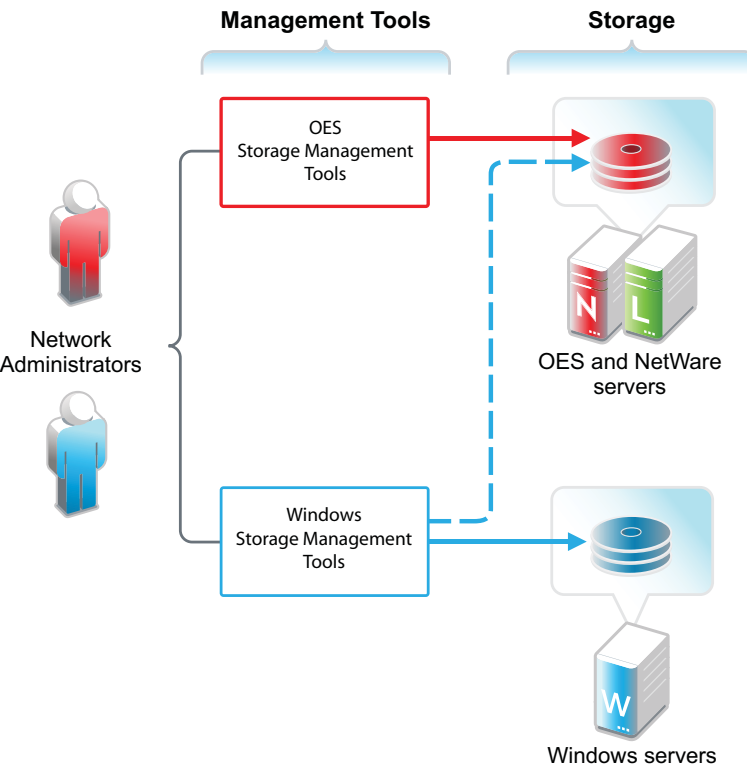 Management Tools
Storage
OES
Storage Management
Tools
Network
Administrators
N
L
OES and NetWare
servers
Windows
Storage Management
Tools
W
Windows servers